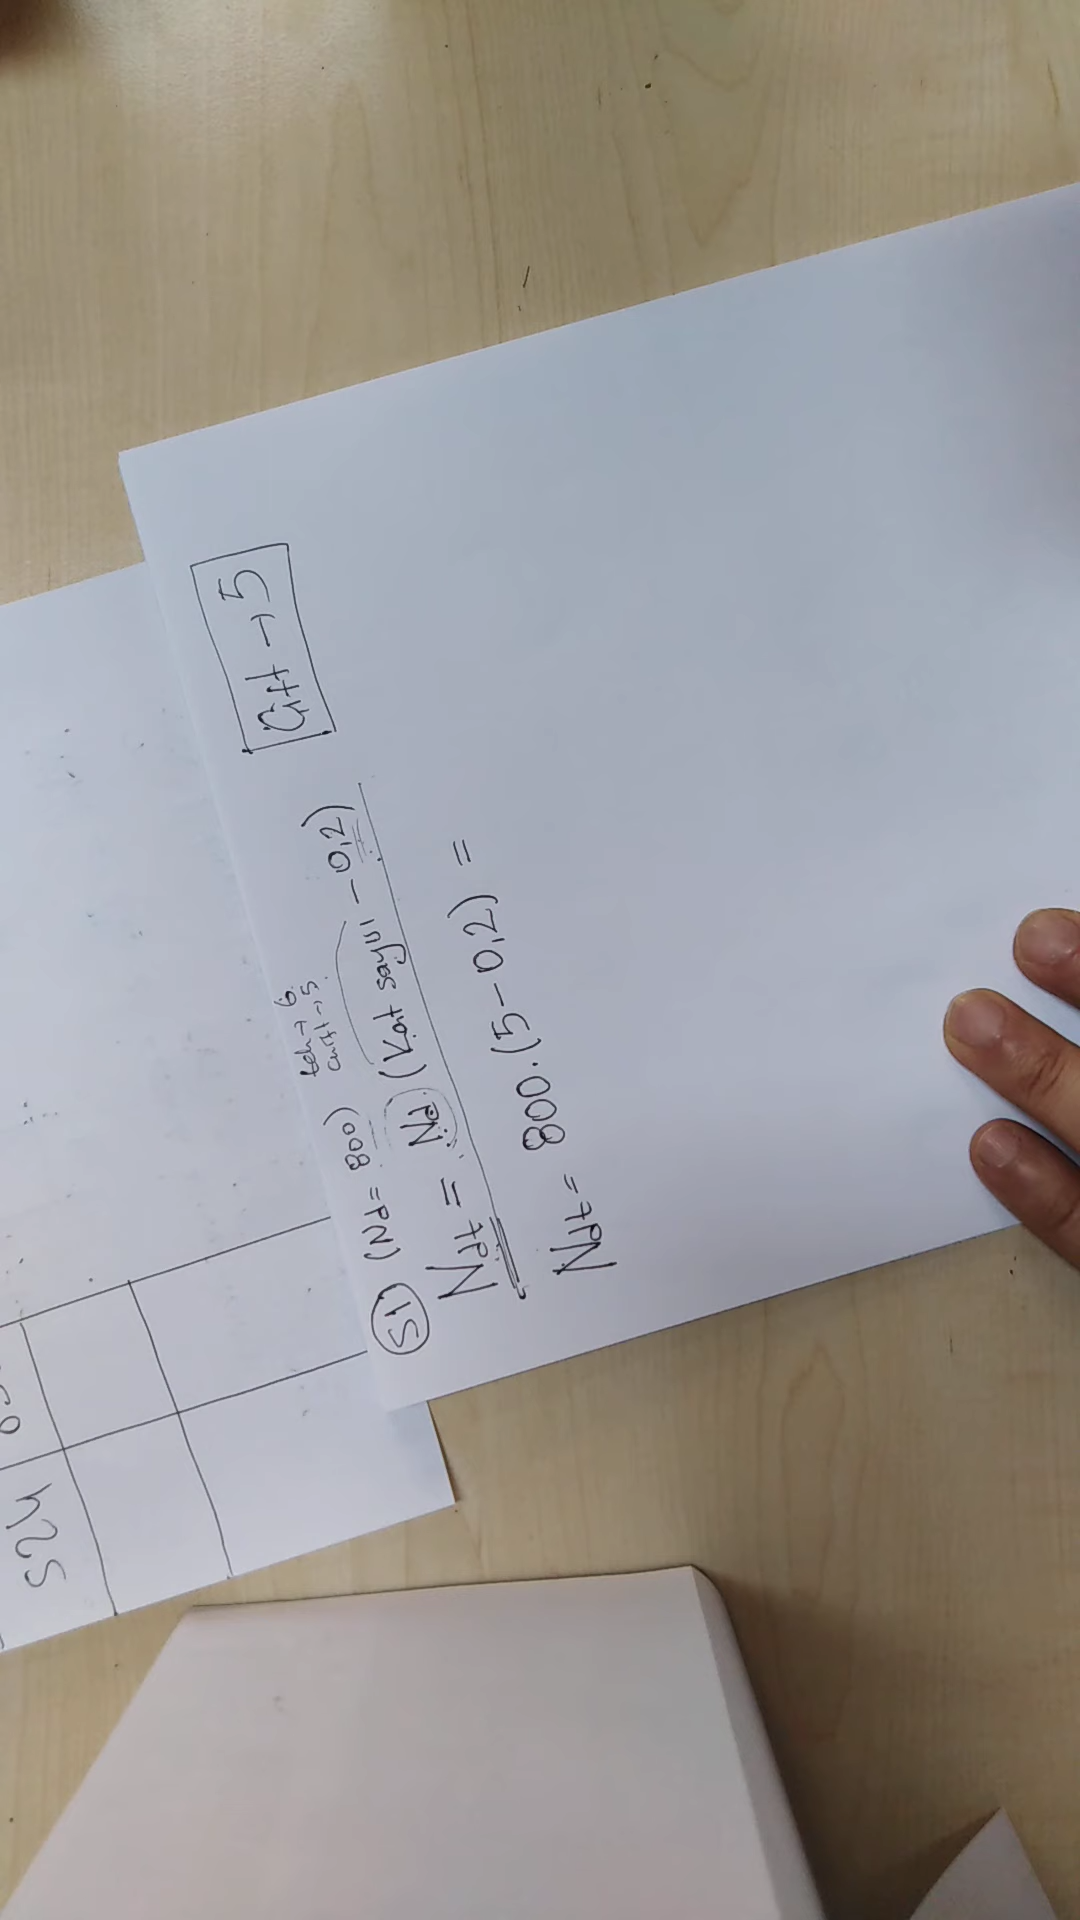 Çift → 5
tek → 6
çift → 5
S1) (Nd = 800)
Ndt = Nd (Kat sayısı - 0,2)
Ndt = 800.(5-0,2) =
524